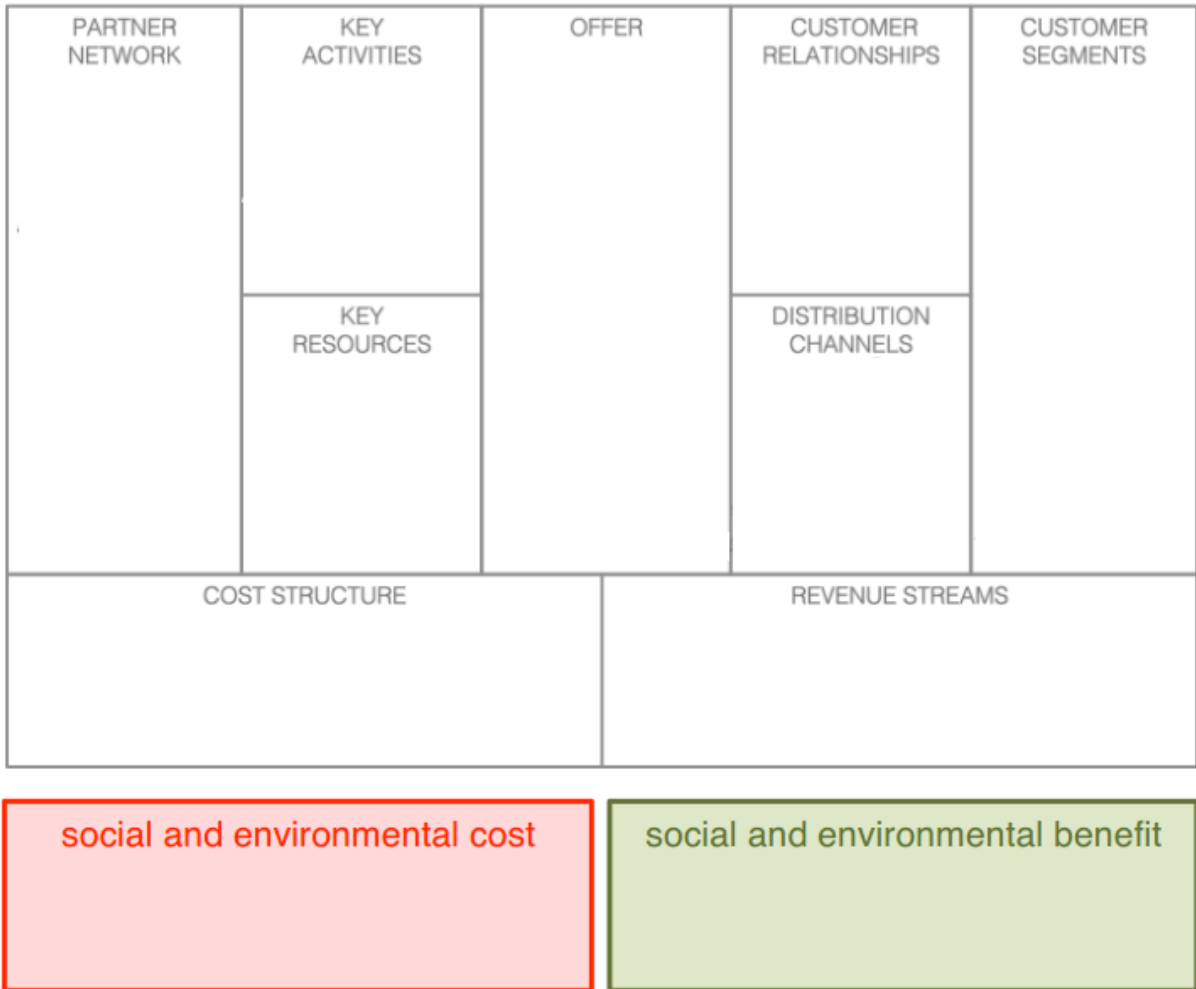 PARTNER
NETWORK
KEY
ACTIVITIES
OFFER
CUSTOMER
RELATIONSHIPS
CUSTOMER
SEGMENTS
KEY
RESOURCES
DISTRIBUTION
CHANNELS
COST STRUCTURE
REVENUE STREAMS
social and environmental cost
social and environmental benefit